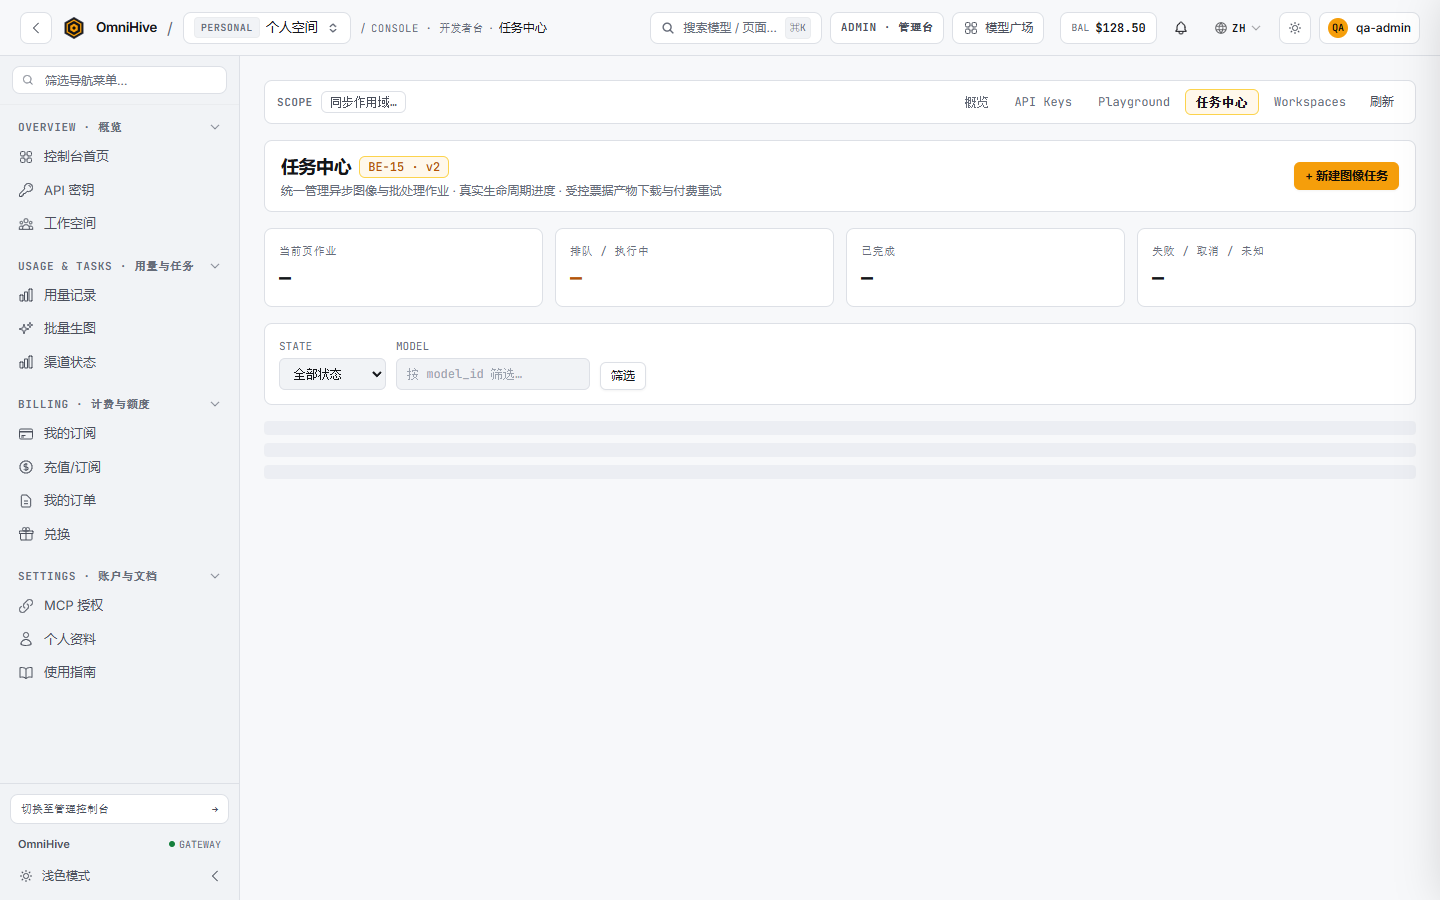 OmniHive / PERSONAL 个人空间 / CONSOLE · 开发者台 · 任务中心 搜索模型 / 页面... ⌘K ADMIN · 管理台 模型广场 BAL $128.50 ZH QA qa-admin
筛选导航菜单...
OVERVIEW · 概览
控制台首页
API 密钥
工作空间
USAGE & TASKS · 用量与任务
用量记录
批量生图
渠道状态
BILLING · 计费与额度
我的订阅
充值/订阅
我的订单
兑换
SETTINGS · 账户与文档
MCP 授权
个人资料
使用指南
切换至管理控制台 →
OmniHive GATEWAY
浅色模式
SCOPE 同步作用域… 概览 API Keys Playground 任务中心 Workspaces 刷新
任务中心 BE-15 · v2
统一管理异步图像与批处理作业 · 真实生命周期进度 · 受控票据产物下载与付费重试
+ 新建图像任务
当前页作业 排队 / 执行中 已完成 失败 / 取消 / 未知
— — — —
STATE MODEL
全部状态 按 model_id 筛选… 筛选